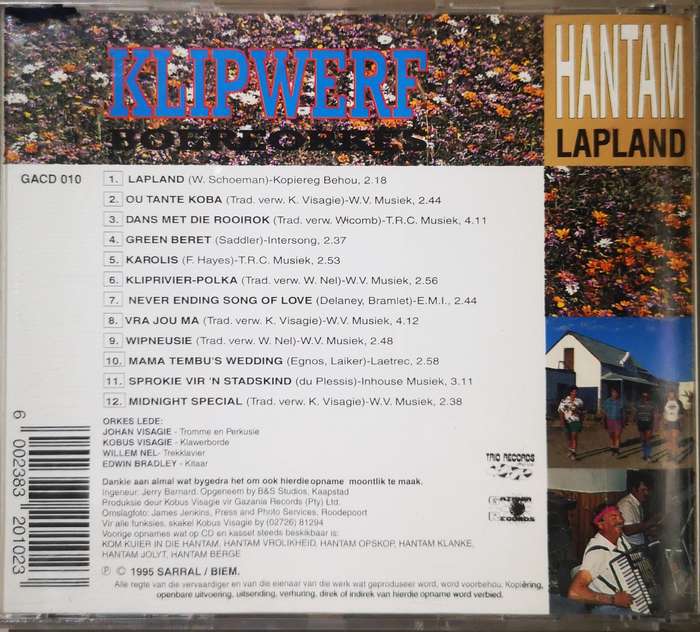 KLIPWERF
BOEREORKES
HANTAM
LAPLAND
GACD 010
1. LAPLAND (W. Schoeman)-Kopiereg Behou, 2.18
2. OU TANTE KOBA (Trad. verw. K. Visagie)-W.V. Musiek, 2.44
3. DANS MET DIE ROOIROK (Trad. verw. Wicomb)-T.R.C. Musiek, 4.11
4. GREEN BERET (Saddler)-Intersong, 2.37
5. KAROLIS (F. Hayes)-T.R.C. Musiek, 2.53
6. KLIPRIVIER-POLKA (Trad. verw. W. Nel)-W.V. Musiek, 2.56
7. NEVER ENDING SONG OF LOVE (Delaney, Bramlet)-E.M.I., 2.44
8. VRA JOU MA (Trad. verw. K. Visagie)-W.V. Musiek, 4.12
9. WIPNEUSIE (Trad. verw. W. Nel)-W.V. Musiek, 2.48
10. MAMA TEMBU'S WEDDING (Egnos, Laiker)-Laetrec, 2.58
11. SPROKIE VIR 'N STADSKIND (du Plessis)-Inhouse Musiek, 3.11
12. MIDNIGHT SPECIAL (Trad. verw. K. Visagie)-W.V. Musiek, 2.38
ORKES LEDE:
JOHAN VISAGIE - Tromme en Perkusie
KOBUS VISAGIE - Klawerborde
WILLEM NEL- Trekklavier
EDWIN BRADLEY - Kitaar
TRIO RECORDS
GAZANIA RECORDS
Dankie aan almal wat bygedra het om ook hierdie opname moontlik te maak.
Ingenieur: Jerry Barnard. Opgeneem by B&S Studios, Kaapstad
Produksie deur Kobus Visagie vir Gazania Records (Pty) Ltd.
Omslagfoto: James Jenkins, Press and Photo Services, Roodepoort
Vir alle funksies, skakel Kobus Visagie by (02726) 81294
Voorige opnames wat op CD en kasset steeds beskikbaar is:
KOM KUIER IN DIE HANTAM, HANTAM VROLIKHEID, HANTAM OPSKOP, HANTAM KLANKE,
HANTAM JOLYT, HANTAM BERGE
Ⓟ © 1995 SARRAL / BIEM.
Alle regte van die vervaardiger en van die eienaar van die werk wat geproduseer word, word voorbehou. Kopiëring,
openbare uitvoering, uitsending, verhuring, direk of indirek van hierdie opname word verbied.
6 002383 201023